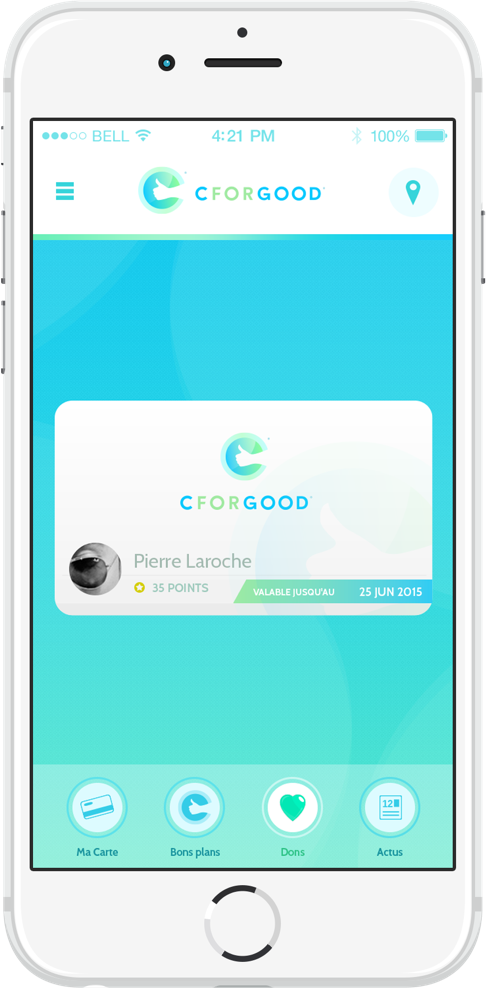 BELL 4:21 PM 100%
CFORGOOD
CFORGOOD
Pierre Laroche
35 POINTS
VALABLE JUSQU'AU 25 JUN 2015
12
Ma Carte
Bons plans
Dons
Actus